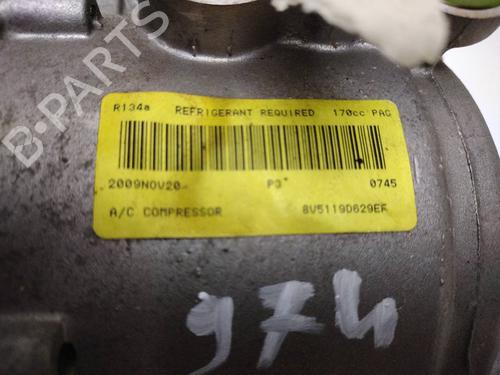 B-PARTS
R134a REFRIGERANT REQUIRED 170cc PAG
2009NOV20 P3 0745
A/C COMPRESSOR 8V5119D629EF
974